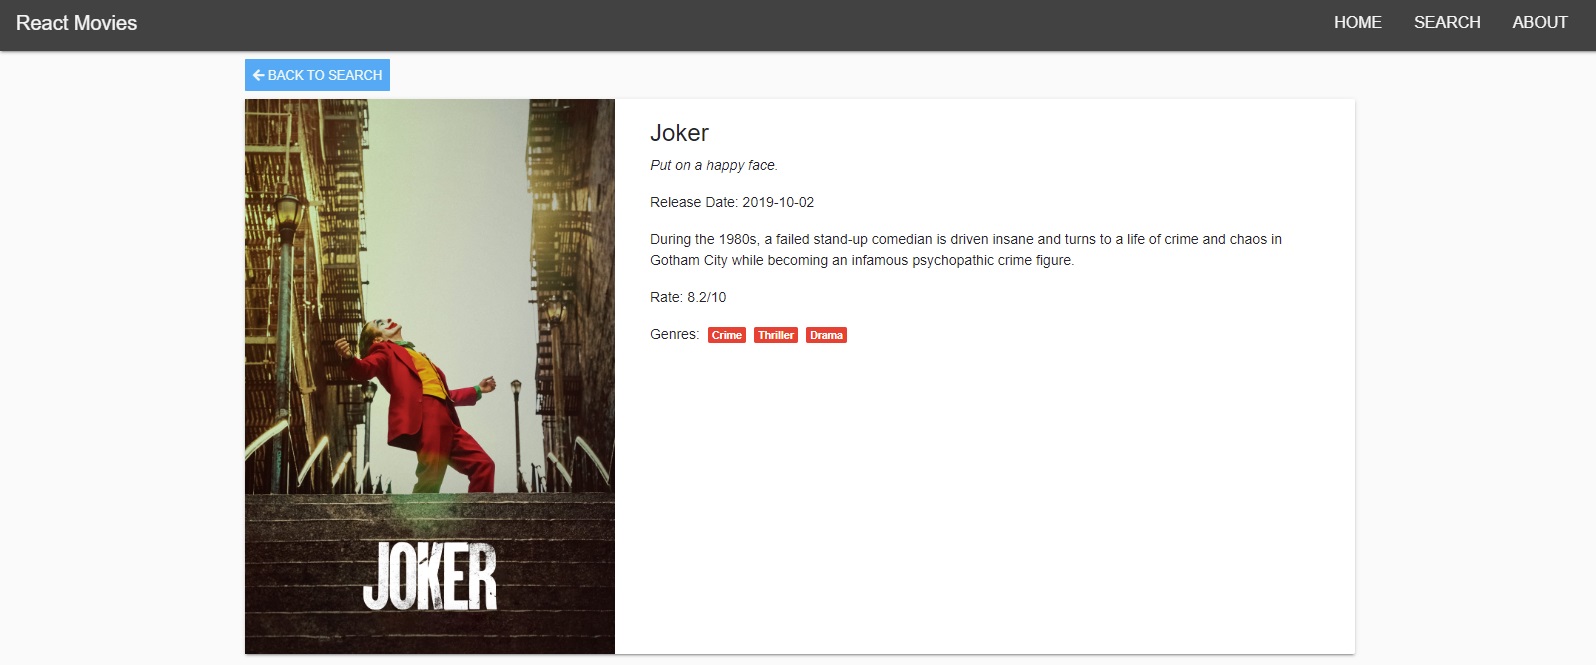 React Movies
HOME
SEARCH
ABOUT
BACK TO SEARCH
Joker
Put on a happy face.
Release Date: 2019-10-02
During the 1980s, a failed stand-up comedian is driven insane and turns to a life of crime and chaos in
Gotham City while becoming an infamous psychopathic crime figure.
Rate: 8.2/10
Genres: Crime Thriller Drama
JOKER